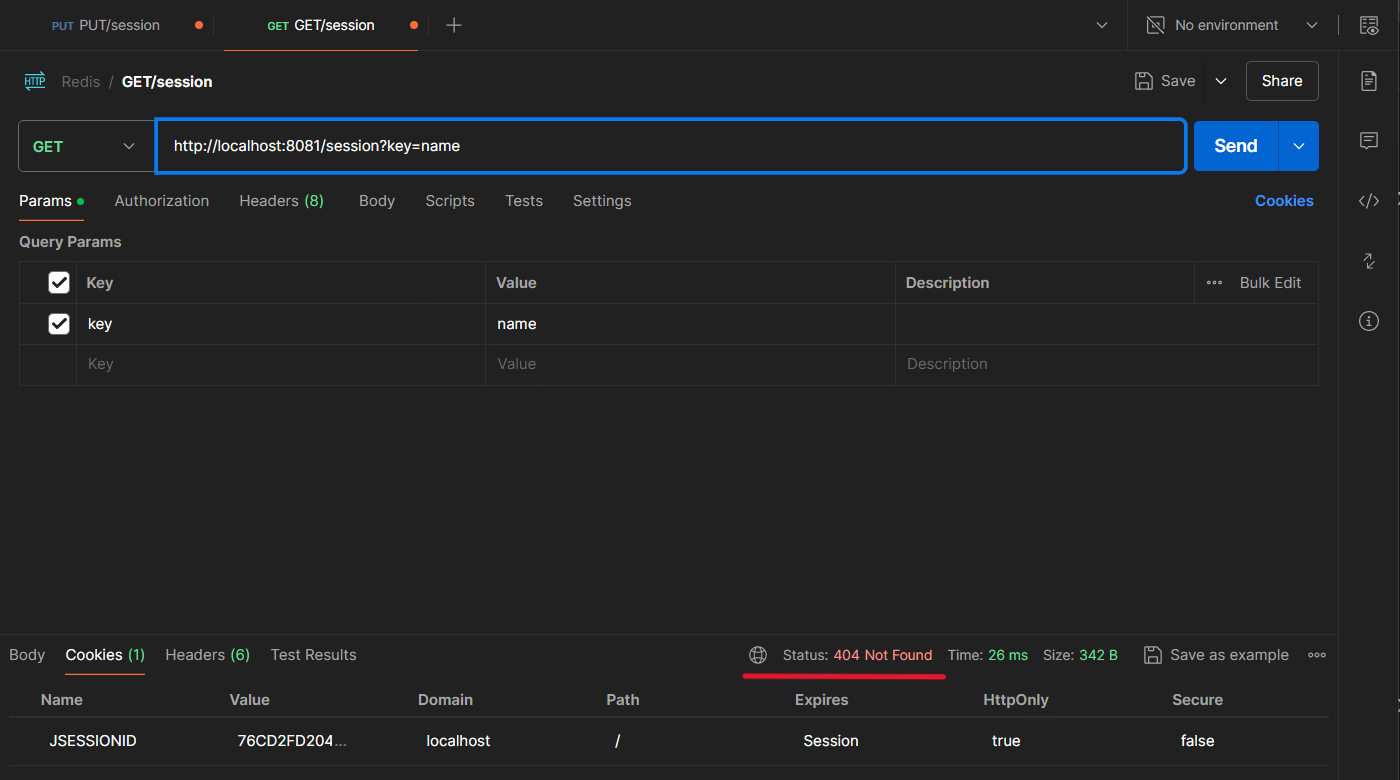 PUT PUT/session GET GET/session No environment
HTTP Redis / GET/session Save Share
GET http://localhost:8081/session?key=name Send
Params Authorization Headers (8) Body Scripts Tests Settings Cookies
Query Params
Key Value Description Bulk Edit
key name
Key Value Description
Body Cookies (1) Headers (6) Test Results Status: 404 Not Found Time: 26 ms Size: 342 B Save as example
Name Value Domain Path Expires HttpOnly Secure
JSESSIONID 76CD2FD204... localhost / Session true false